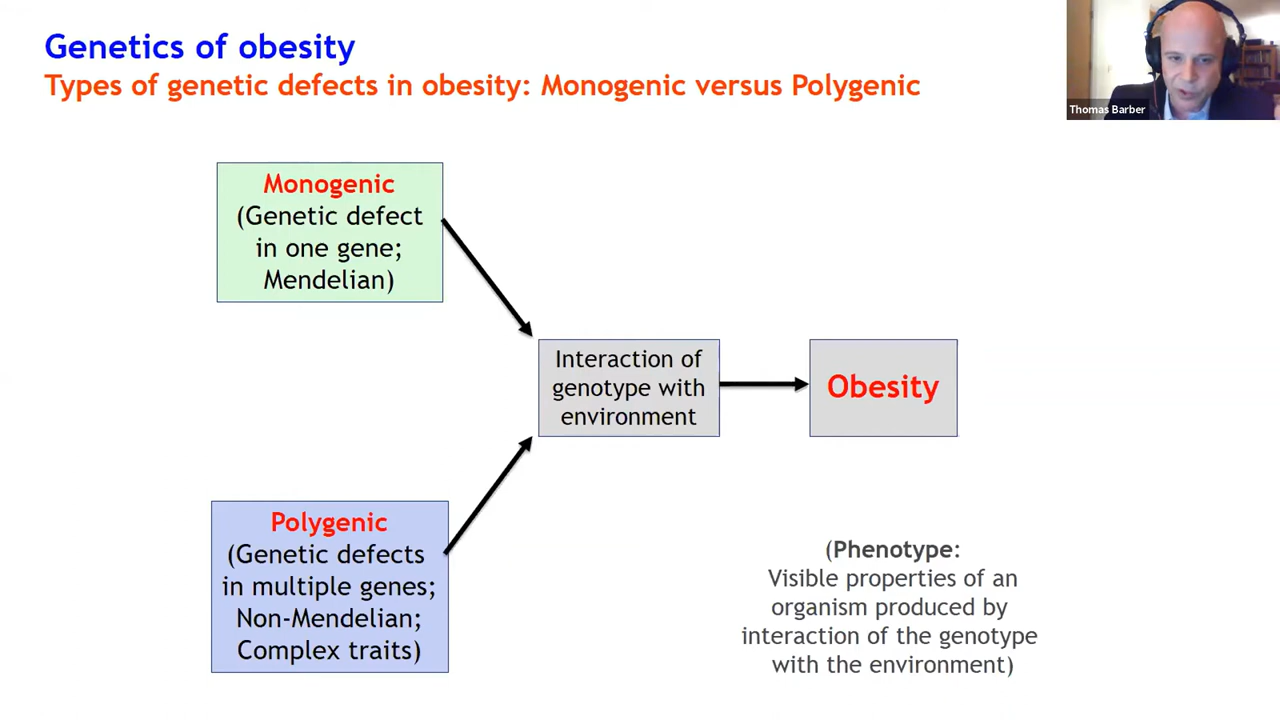 Genetics of obesity
Types of genetic defects in obesity: Monogenic versus Polygenic
Thomas Barber
Monogenic
(Genetic defect
in one gene;
Mendelian)
Interaction of
genotype with
environment
Obesity
Polygenic
(Genetic defects
in multiple genes;
Non-Mendelian;
Complex traits)
(Phenotype:
Visible properties of an
organism produced by
interaction of the genotype
with the environment)